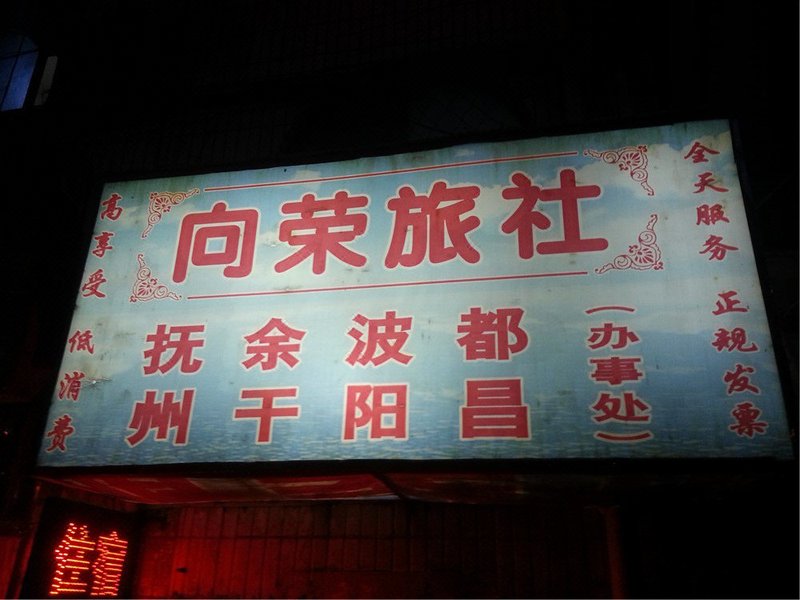 向荣旅社
高享受 低消费
抚州
余干
波阳
都昌
(办事处)
全天服务 正规发票